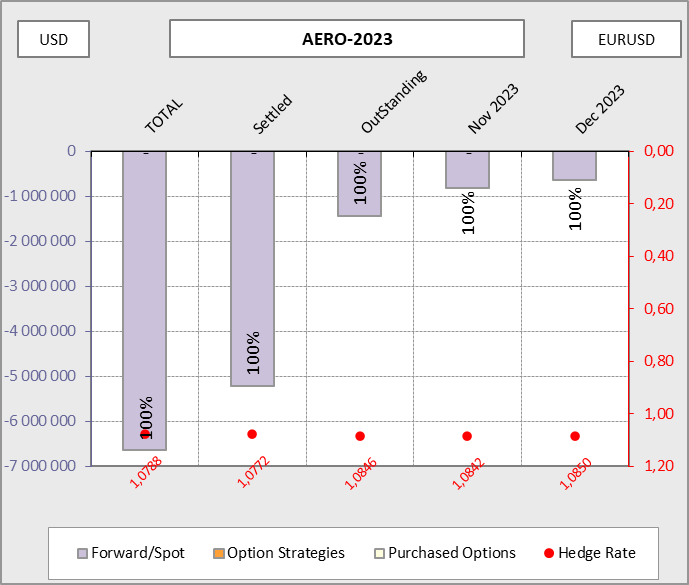 USD
AERO-2023
EURUSD
TOTAL
Settled
OutStanding
Nov 2023
Dec 2023
0
-1 000 000
-2 000 000
-3 000 000
-4 000 000
-5 000 000
-6 000 000
-7 000 000
100%
100%
100%
100%
100%
0,00
0,20
0,40
0,60
0,80
1,00
1,20
1,0788
1,0772
1,0846
1,0842
1,0850
Forward/Spot
Option Strategies
Purchased Options
Hedge Rate